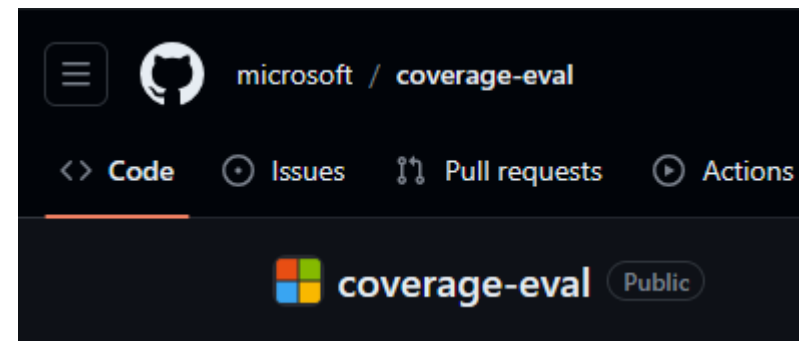 microsoft / coverage-eval
Code Issues Pull requests Actions
coverage-eval Public